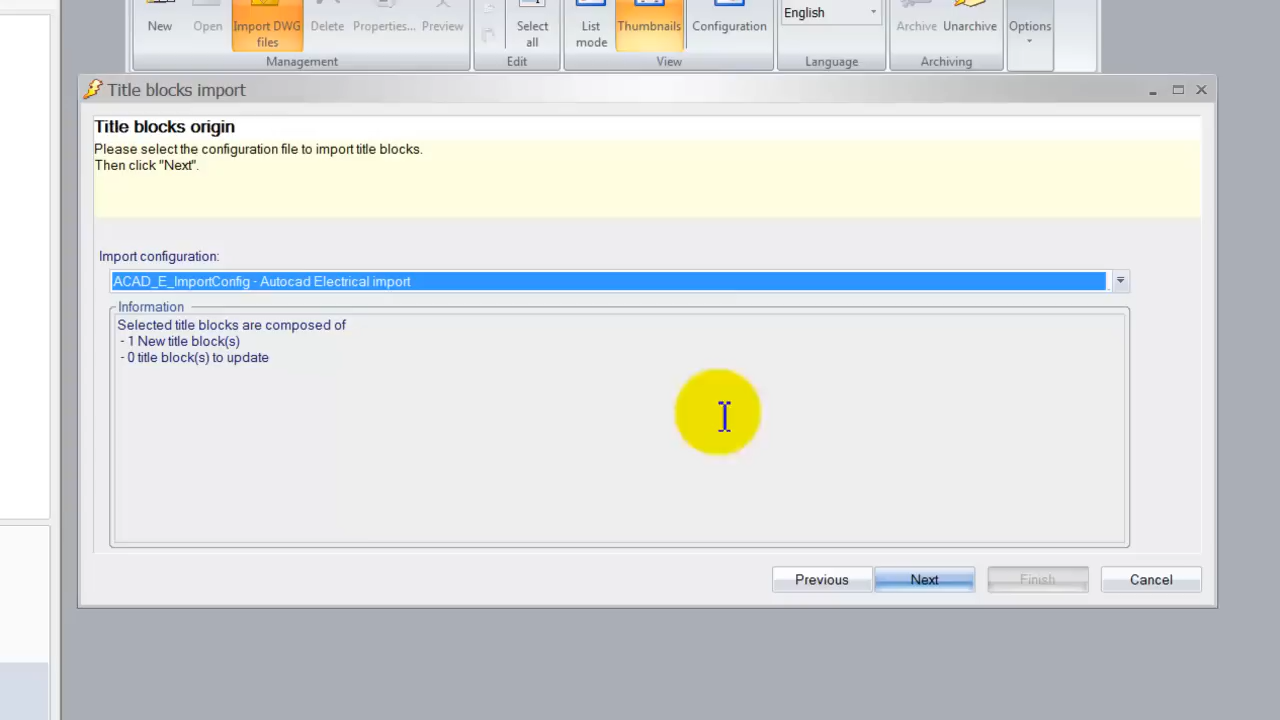 New
Open
Import DWG
files
Delete
Properties...
Preview
Management
Select
all
Edit
List
mode
Thumbnails
Configuration
View
English
Language
Archive
Unarchive
Archiving
Options
Title blocks import
Title blocks origin
Please select the configuration file to import title blocks.
Then click "Next".
Import configuration:
ACAD_E_ImportConfig - Autocad Electrical import
Information
Selected title blocks are composed of
- 1 New title block(s)
- 0 title block(s) to update
Previous
Next
Finish
Cancel